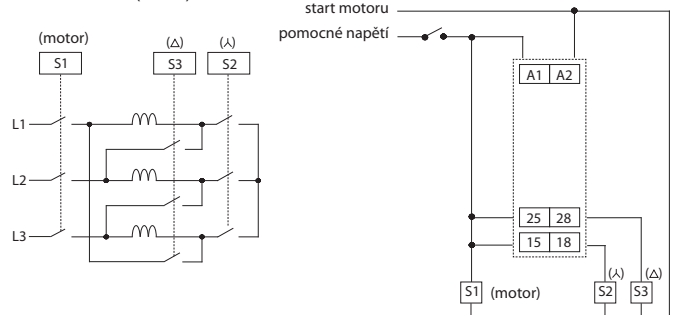 start motoru
pomocné napětí
(motor)
(△)
(⅄)
S1
S3
S2
A1 A2
L1
L2
L3
25 28
15 18
(⅄)
(△)
S1
(motor)
S2
S3